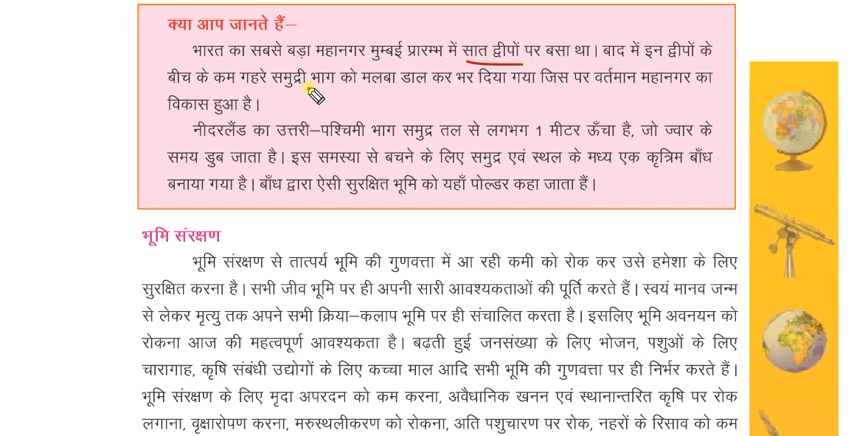 क्या आप जानते हैं–
भारत का सबसे बड़ा महानगर मुम्बई प्रारम्भ में सात द्वीपों पर बसा था। बाद में इन द्वीपों के
बीच के कम गहरे समुद्री भाग को मलबा डाल कर भर दिया गया जिस पर वर्तमान महानगर का
विकास हुआ है।
नीदरलैंड का उत्तरी–पश्चिमी भाग समुद्र तल से लगभग 1 मीटर ऊँचा है, जो ज्वार के
समय डुब जाता है। इस समस्या से बचने के लिए समुद्र एवं स्थल के मध्य एक कृत्रिम बाँध
बनाया गया है। बाँध द्वारा ऐसी सुरक्षित भूमि को यहाँ पोल्डर कहा जाता हैं।
भूमि संरक्षण
भूमि संरक्षण से तात्पर्य भूमि की गुणवत्ता में आ रही कमी को रोक कर उसे हमेशा के लिए
सुरक्षित करना है। सभी जीव भूमि पर ही अपनी सारी आवश्यकताओं की पूर्ति करते हैं। स्वयं मानव जन्म
से लेकर मृत्यु तक अपने सभी क्रिया–कलाप भूमि पर ही संचालित करता है। इसलिए भूमि अवनयन को
रोकना आज की महत्वपूर्ण आवश्यकता है। बढ़ती हुई जनसंख्या के लिए भोजन, पशुओं के लिए
चारागाह, कृषि संबंधी उद्योगों के लिए कच्चा माल आदि सभी भूमि की गुणवत्ता पर ही निर्भर करते हैं।
भूमि संरक्षण के लिए मृदा अपरदन को कम करना, अवैधानिक खनन एवं स्थानान्तरित कृषि पर रोक
लगाना, वृक्षारोपण करना, मरुस्थलीकरण को रोकना, अति पशुचारण पर रोक, नहरों के रिसाव को कम